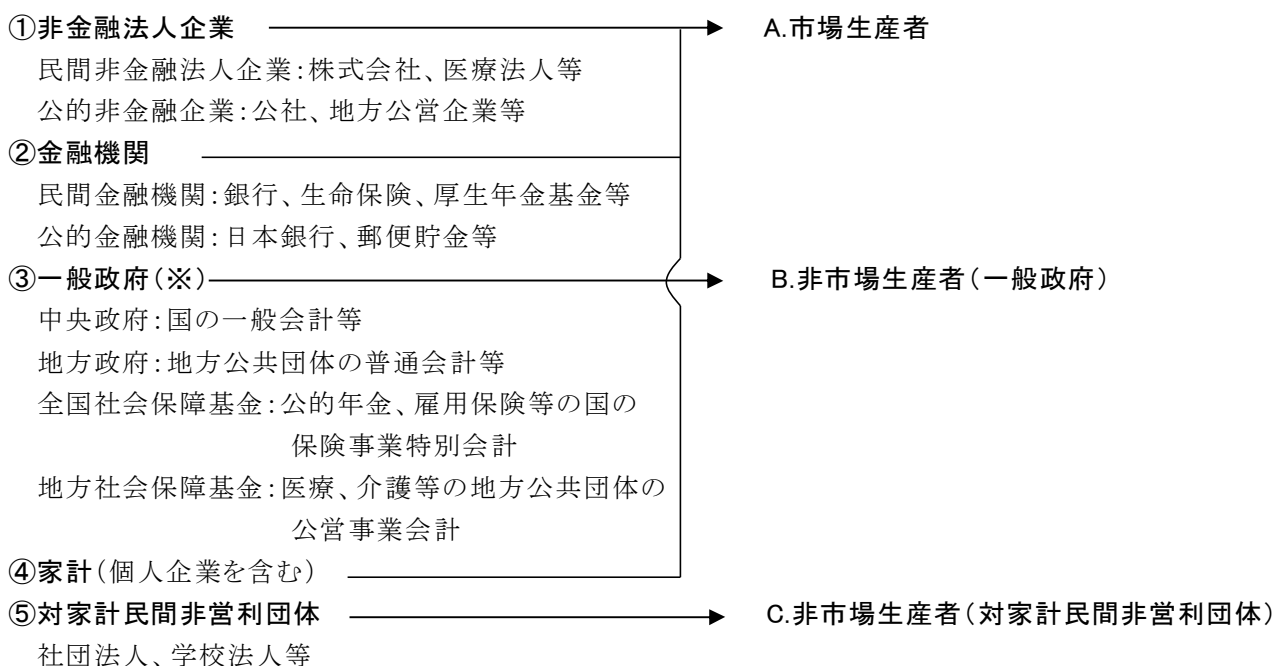 ①非金融法人企業 A.市場生産者
民間非金融法人企業:株式会社、医療法人等
公的非金融企業:公社、地方公営企業等
②金融機関
民間金融機関:銀行、生命保険、厚生年金基金等
公的金融機関:日本銀行、郵便貯金等
③一般政府(※) B.非市場生産者(一般政府)
中央政府:国の一般会計等
地方政府:地方公共団体の普通会計等
全国社会保障基金:公的年金、雇用保険等の国の
保険事業特別会計
地方社会保障基金:医療、介護等の地方公共団体の
公営事業会計
④家計(個人企業を含む)
⑤対家計民間非営利団体 C.非市場生産者(対家計民間非営利団体)
社団法人、学校法人等